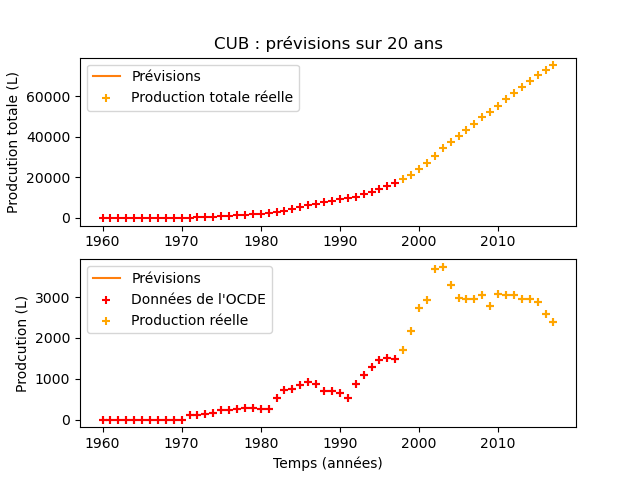 CUB : prévisions sur 20 ans
Prodcution totale (L)
60000
40000
20000
0
Prévisions
Production totale réelle
1960 1970 1980 1990 2000 2010
Prodcution (L)
3000
2000
1000
0
Prévisions
Données de l'OCDE
Production réelle
1960 1970 1980 1990 2000 2010
Temps (années)